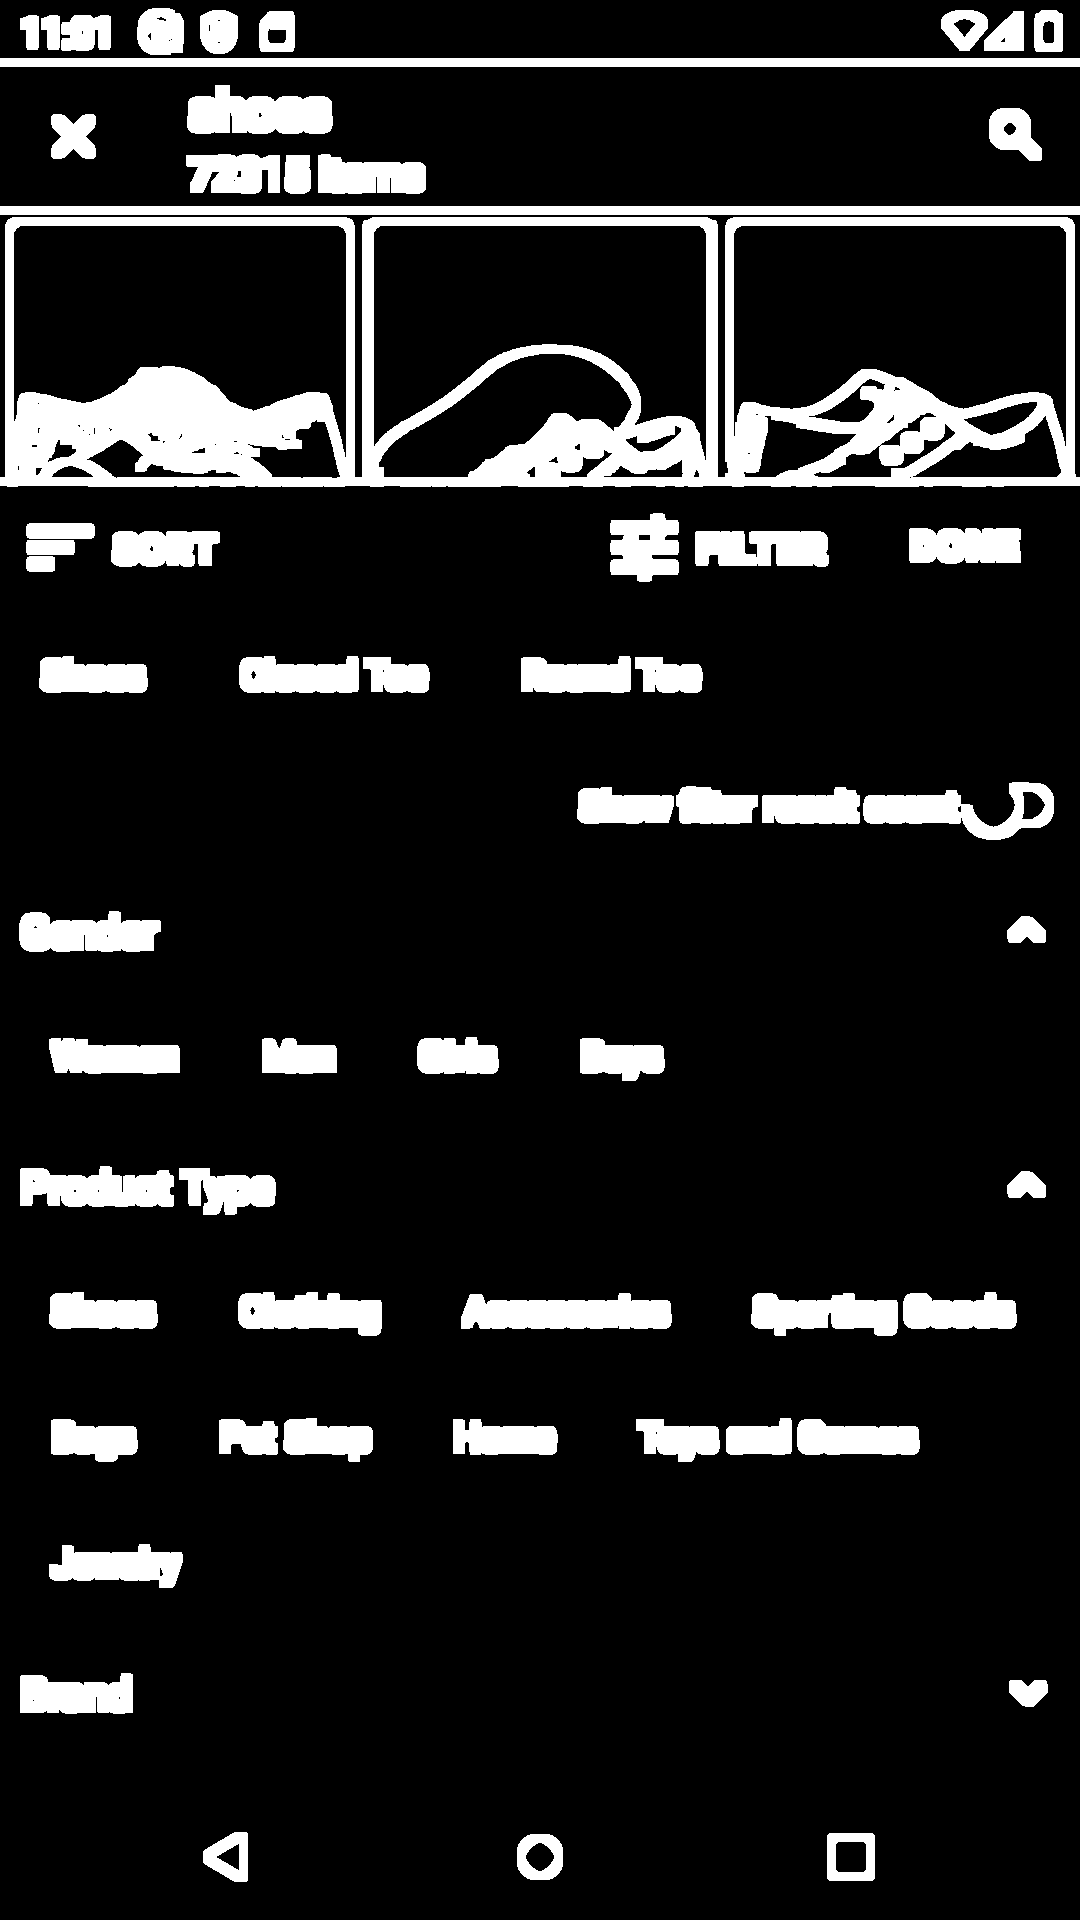 11:01
shoes
72315 items
SORT FILTER DONE
Shoes Closed Toe Round Toe
Show filter result count
Gender
Women Men Girls Boys
Product Type
Shoes Clothing Accessories Sporting Goods
Bags Pet Shop Home Toys and Games
Jewelry
Brand